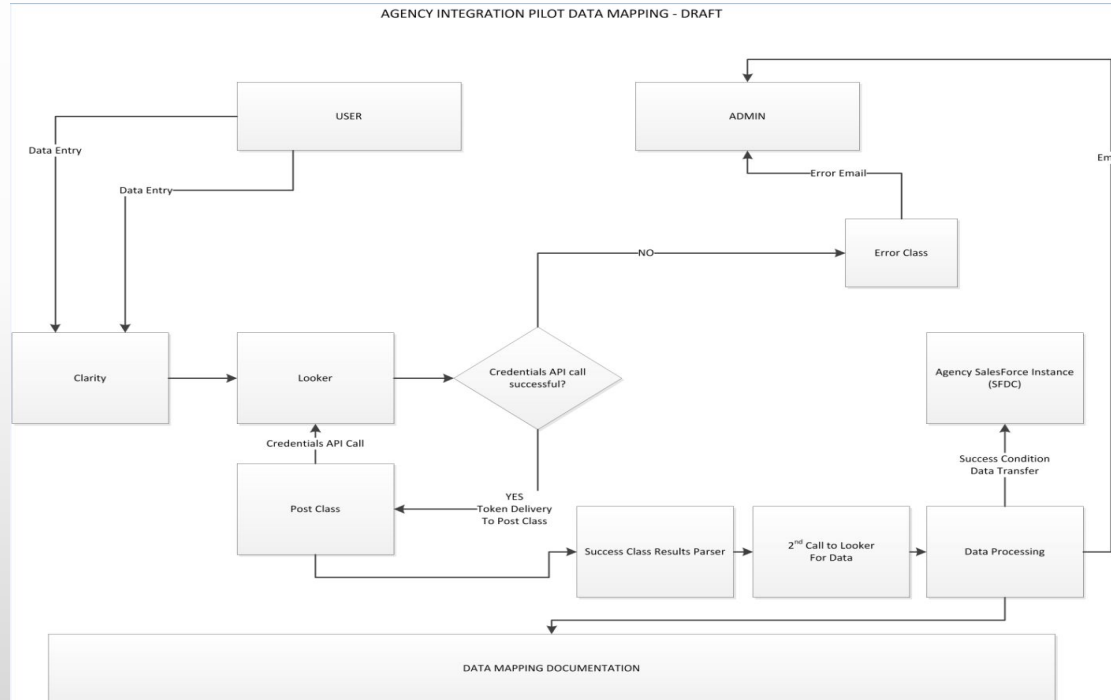 AGENCY INTEGRATION PILOT DATA MAPPING - DRAFT
USER
ADMIN
Data Entry
Data Entry
Error Email
Error Class
NO
Clarity
Looker
Credentials API call
successful?
Agency SalesForce Instance
(SFDC)
Credentials API Call
Success Condition
Data Transfer
Post Class
YES
Token Delivery
To Post Class
Success Class Results Parser
2nd Call to Looker
For Data
Data Processing
DATA MAPPING DOCUMENTATION